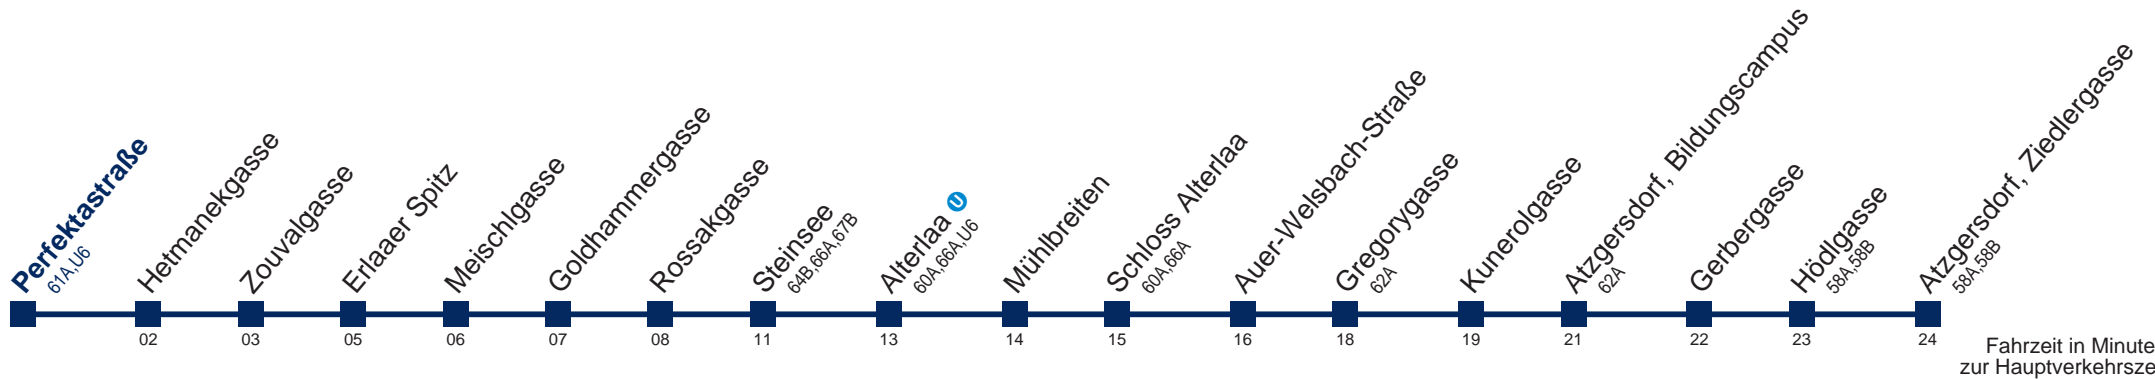 Perfektastraße
61A,U6
Hetmanekgasse
Zouvalgasse
Erlaaer Spitz
Meischlgasse
Goldhammergasse
Rossakgasse
Steinsee
64B,66A,67B
Alterlaa U
60A,66A,U6
Mühlbreiten
Schloss Alterlaa
60A,66A
Auer-Welsbach-Straße
Gregorygasse
62A
Kunerolgasse
Atzgersdorf, Bildungscampus
62A
Gerbergasse
Hödlgasse
58A,58B
Atzgersdorf, Ziedlergasse
58A,58B
02 03 05 06 07 08 11 13 14 15 16 18 19 21 22 23 24
Fahrzeit in Minute
zur Hauptverkehrsze